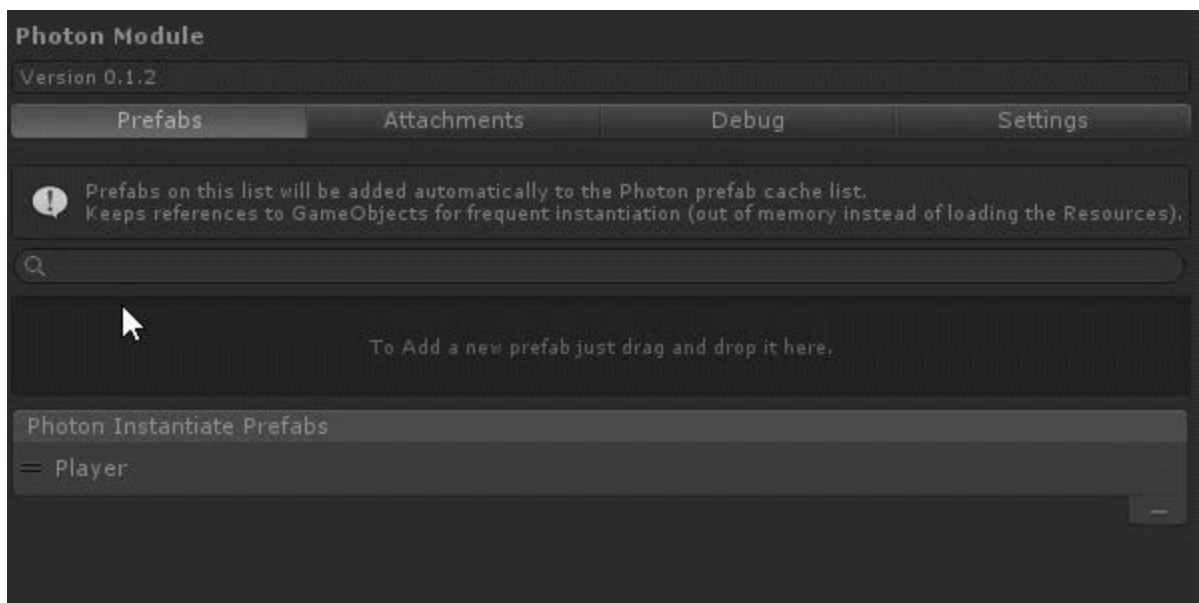 Photon Module
Version 0.1.2
Prefabs Attachments Debug Settings
Prefabs on this list will be added automatically to the Photon prefab cache list.
Keeps references to GameObjects for frequent instantiation (out of memory instead of loading the Resources).
To Add a new prefab just drag and drop it here.
Photon Instantiate Prefabs
Player